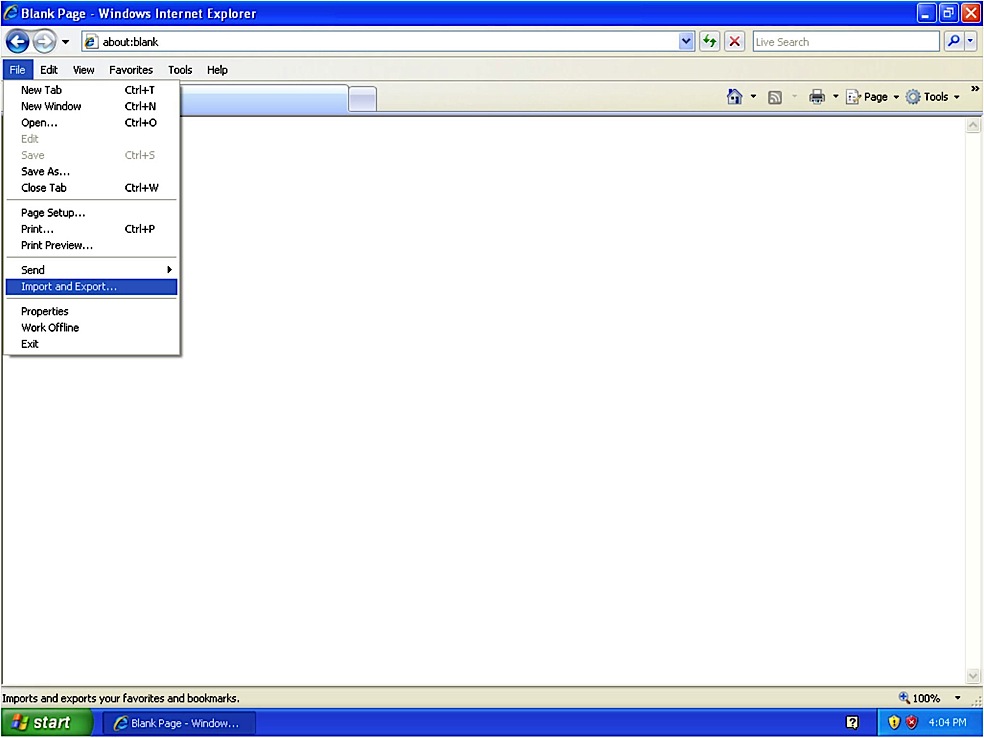 Blank Page - Windows Internet Explorer
about:blank
Live Search
File Edit View Favorites Tools Help
Page Tools »
New Tab Ctrl+T
New Window Ctrl+N
Open... Ctrl+O
Edit
Save Ctrl+S
Save As...
Close Tab Ctrl+W
Page Setup...
Print... Ctrl+P
Print Preview...
Send
Import and Export...
Properties
Work Offline
Exit
Imports and exports your favorites and bookmarks.
100%
start
Blank Page - Window...
4:04 PM